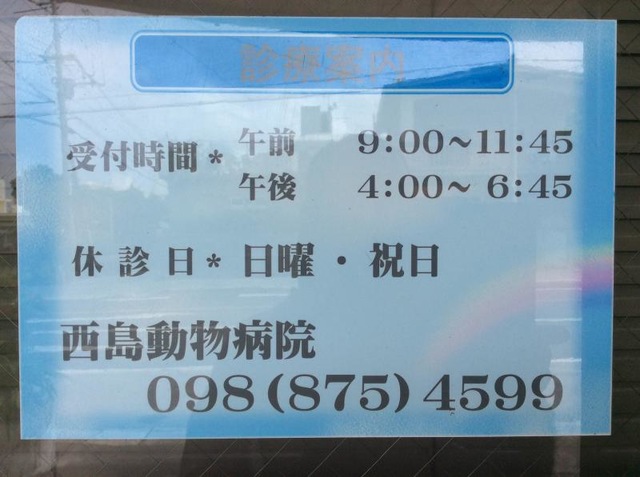 診療案内
受付時間* 午前 9:00~11:45
午後 4:00~ 6:45
休診日* 日曜・祝日
西島動物病院
098(875)4599